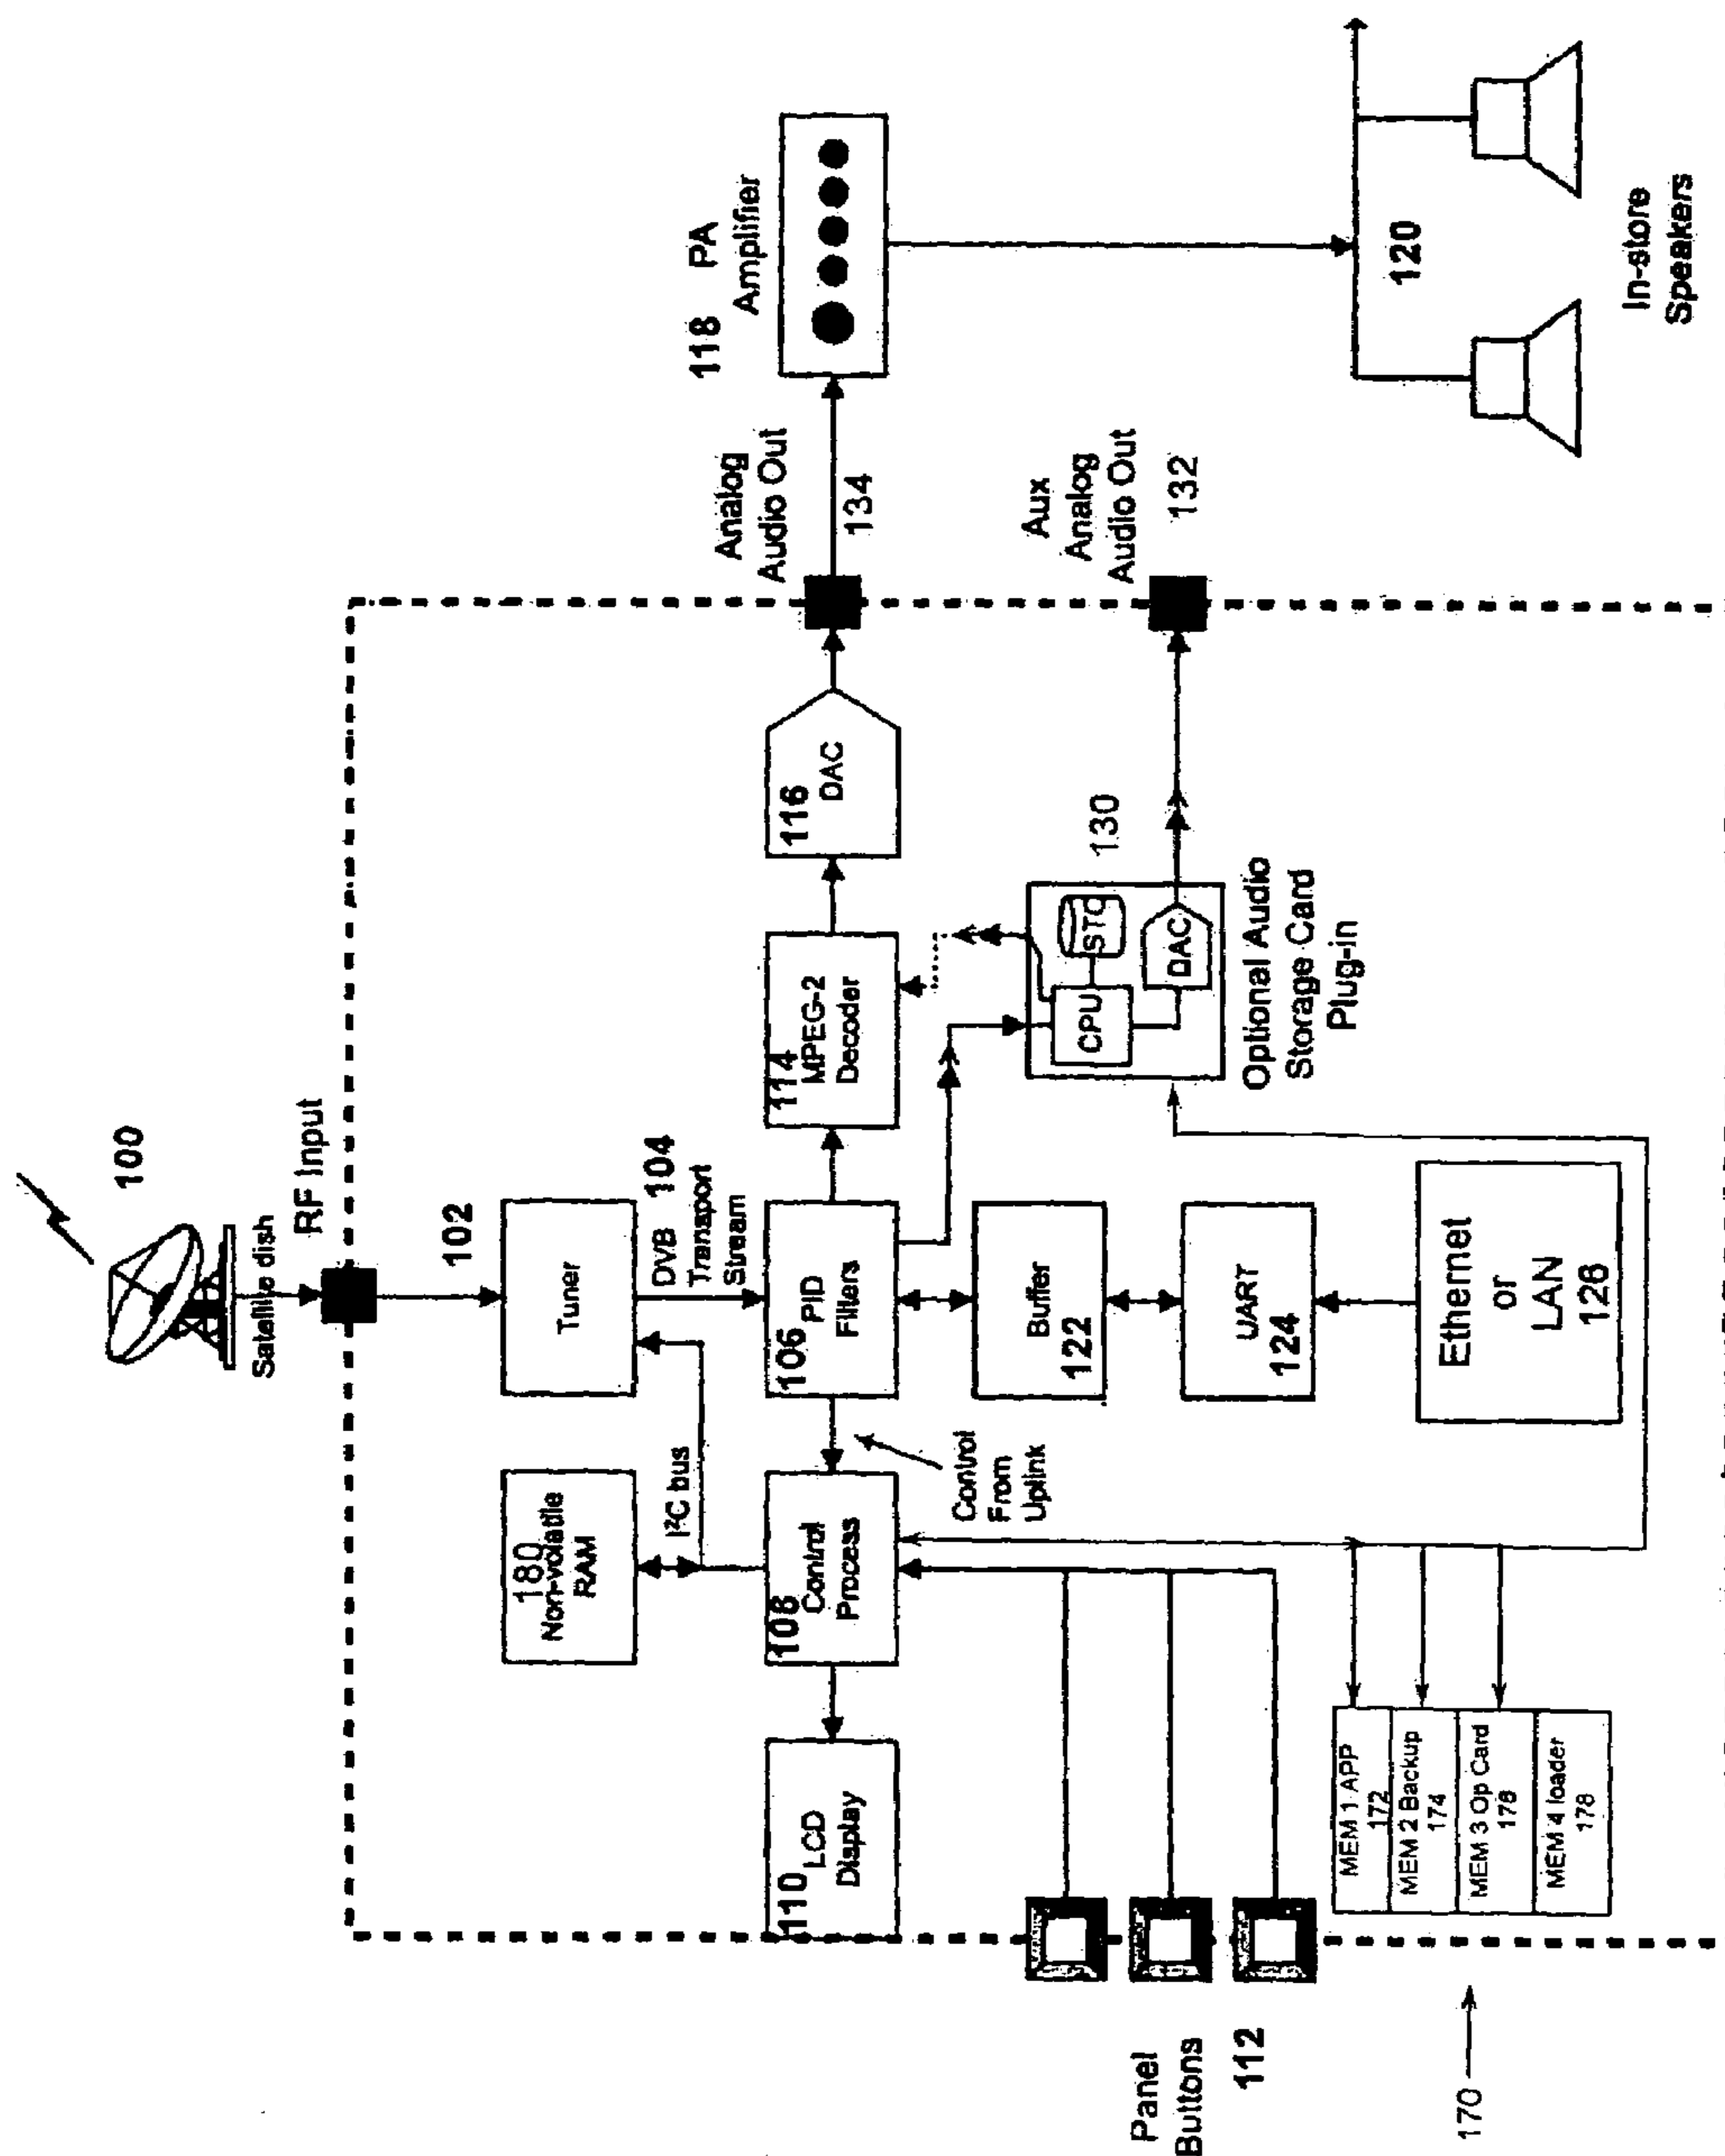 100
Satellite dish
RF Input
102
Tuner
DVB 104
Transport
Stream
180
Non-volatile
RAM
I²C bus
110
LCD
Display
108
Control
Process
106
PID
Filters
114
MPEG-2
Decoder
116
DAC
Analog
Audio Out
134
118 PA
Amplifier
Control
From
Uplink
Buffer
122
UART
124
Ethernet
or
LAN
126
CPU
STC
DAC
130
Optional Audio
Storage Card
Plug-in
Aux
Analog
Audio Out
132
120
In-store
Speakers
Panel
Buttons
112
MEM 1 APP
172
MEM 2 Backup
174
MEM 3 Op Card
176
MEM 4 loader
178
170